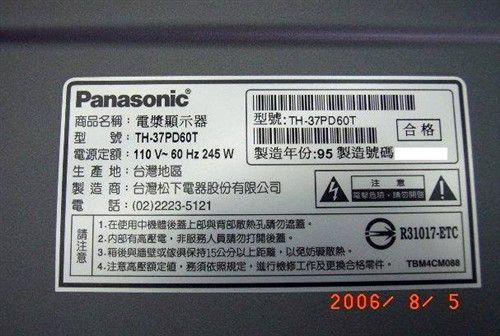 Panasonic
商品名稱: 電漿顯示器
型 號: TH-37PD60T
電源定額: 110 V~ 60 Hz 245 W
生 產 地: 台灣地區
製 造 商: 台灣松下電器股份有限公司
電 話: (02)2223-5121
型號: TH-37PD60T
製造年份:95 製造號碼
合格
注 意
電擊危險,請勿開啓
請注意
1.在使用中機體後蓋上部與背部散熱孔請勿遮蓋。
2.內部有高壓電,非服務人員請勿打開後蓋。
3.箱後與牆壁或傢俱保持15公分以上距離,以免妨礙散熱。
4.替換零件高壓定額電容,務須依照規定,進行檢修工作及更換合格零件。
R31017-ETC
TBM4CM088
2006/ 8/ 5